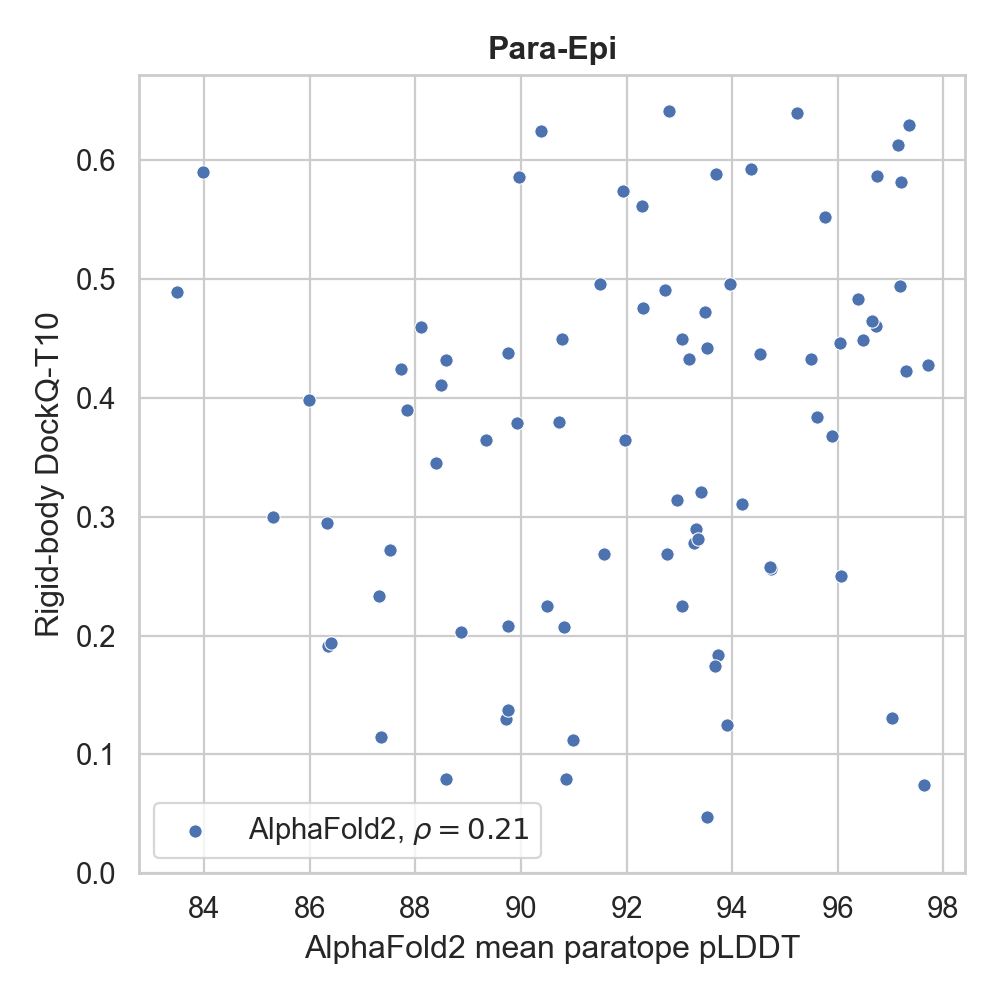 Para-Epi
Rigid-body DockQ-T10
0.6
0.5
0.4
0.3
0.2
0.1
0.0
AlphaFold2, ρ = 0.21
84 86 88 90 92 94 96 98
AlphaFold2 mean paratope pLDDT